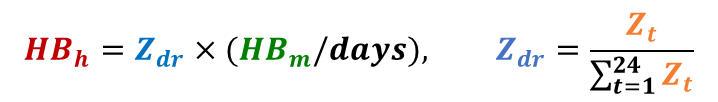 HB_h = Z_dr × (HB_m/days), Z_dr = Z_t / ∑_{t=1}^{24} Z_t